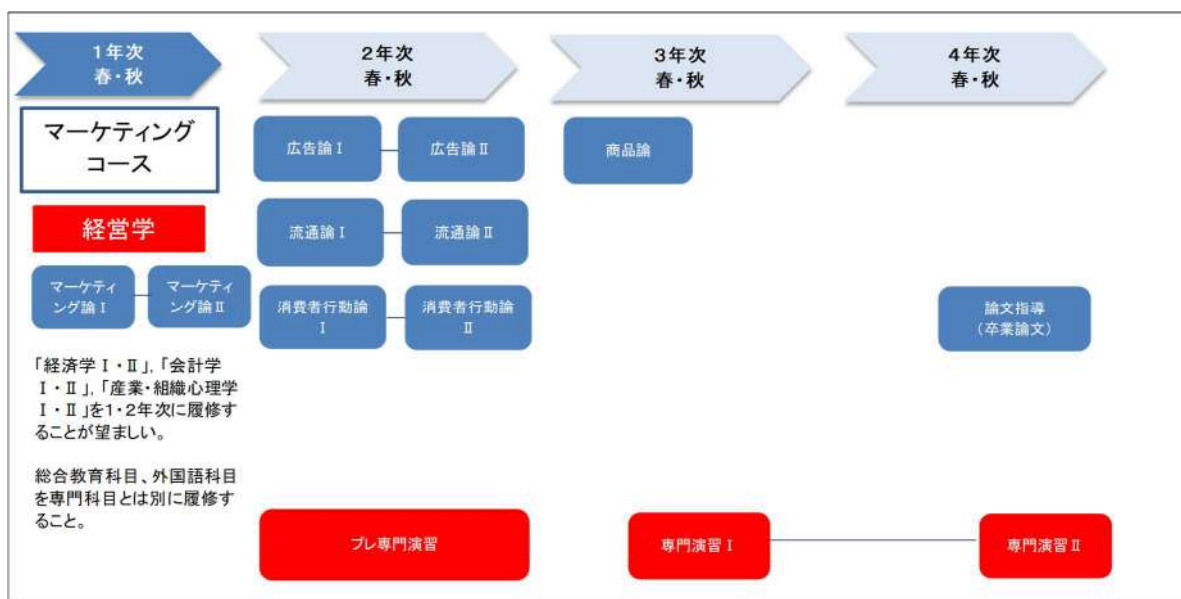 1年次
春・秋
2年次
春・秋
3年次
春・秋
4年次
春・秋
マーケティング
コース
経営学
マーケティ
ング論Ⅰ
マーケティ
ング論Ⅱ
「経済学Ⅰ・Ⅱ」，「会計学
Ⅰ・Ⅱ」，「産業・組織心理学
Ⅰ・Ⅱ」を1・2年次に履修す
ることが望ましい。
総合教育科目、外国語科目
を専門科目とは別に履修す
ること。
広告論Ⅰ
広告論Ⅱ
流通論Ⅰ
流通論Ⅱ
消費者行動論
Ⅰ
消費者行動論
Ⅱ
プレ専門演習
商品論
専門演習Ⅰ
論文指導
（卒業論文）
専門演習Ⅱ